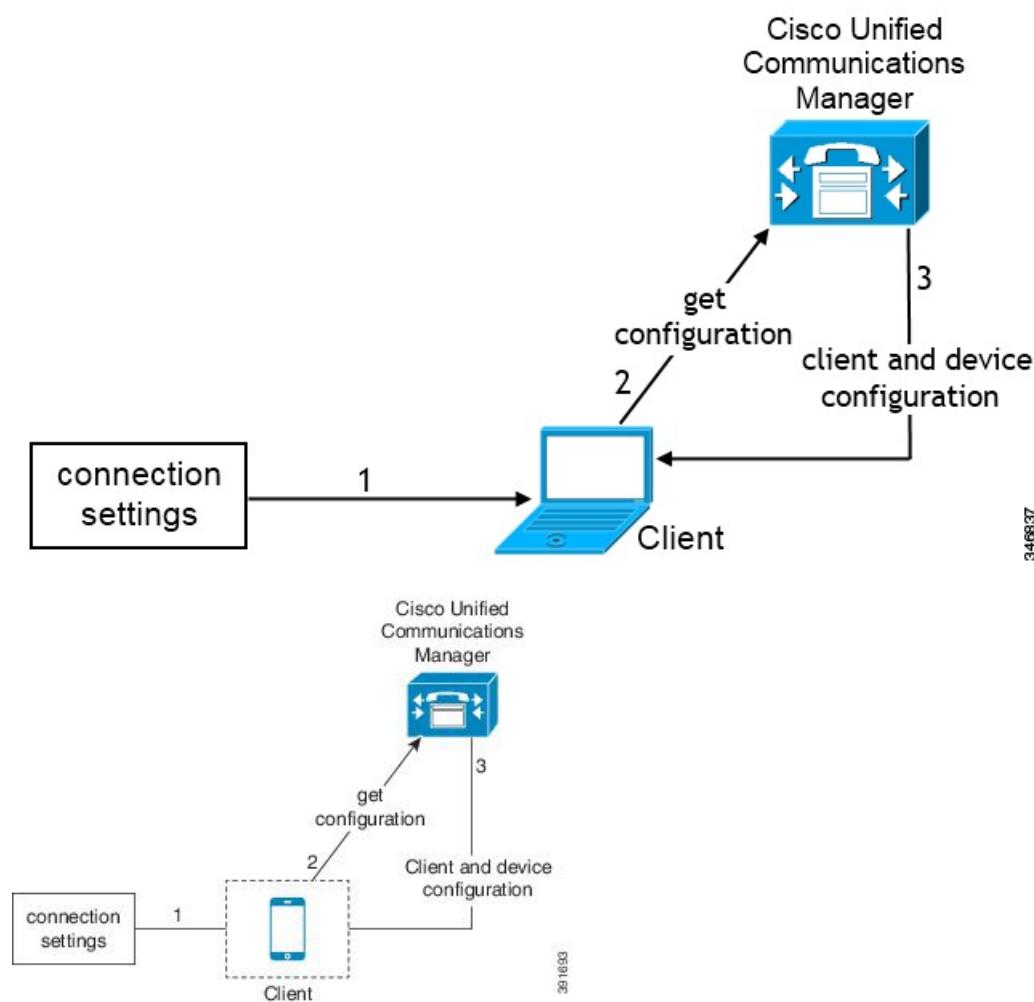 Cisco Unified
Communications
Manager
3
get
configuration
client and device
configuration
2
connection
settings
1
Client
346837
Cisco Unified
Communications
Manager
3
get
configuration
2
Client and device
configuration
connection
settings
1
Client
391693